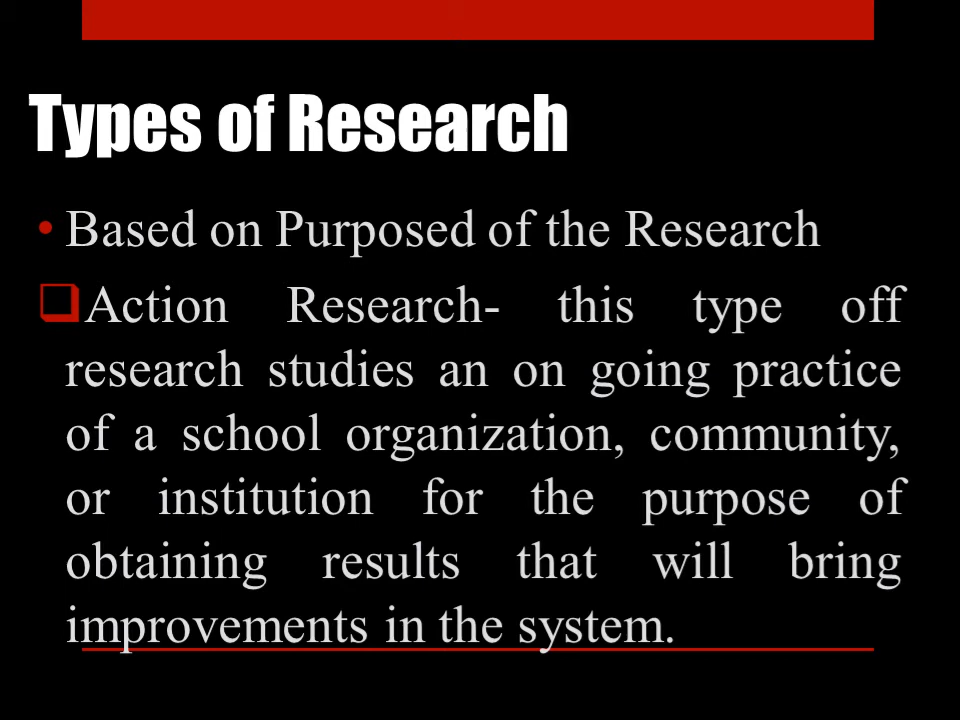 Types of Research
• Based on Purposed of the Research
❑Action Research- this type off
research studies an on going practice
of a school organization, community,
or institution for the purpose of
obtaining results that will bring
improvements in the system.